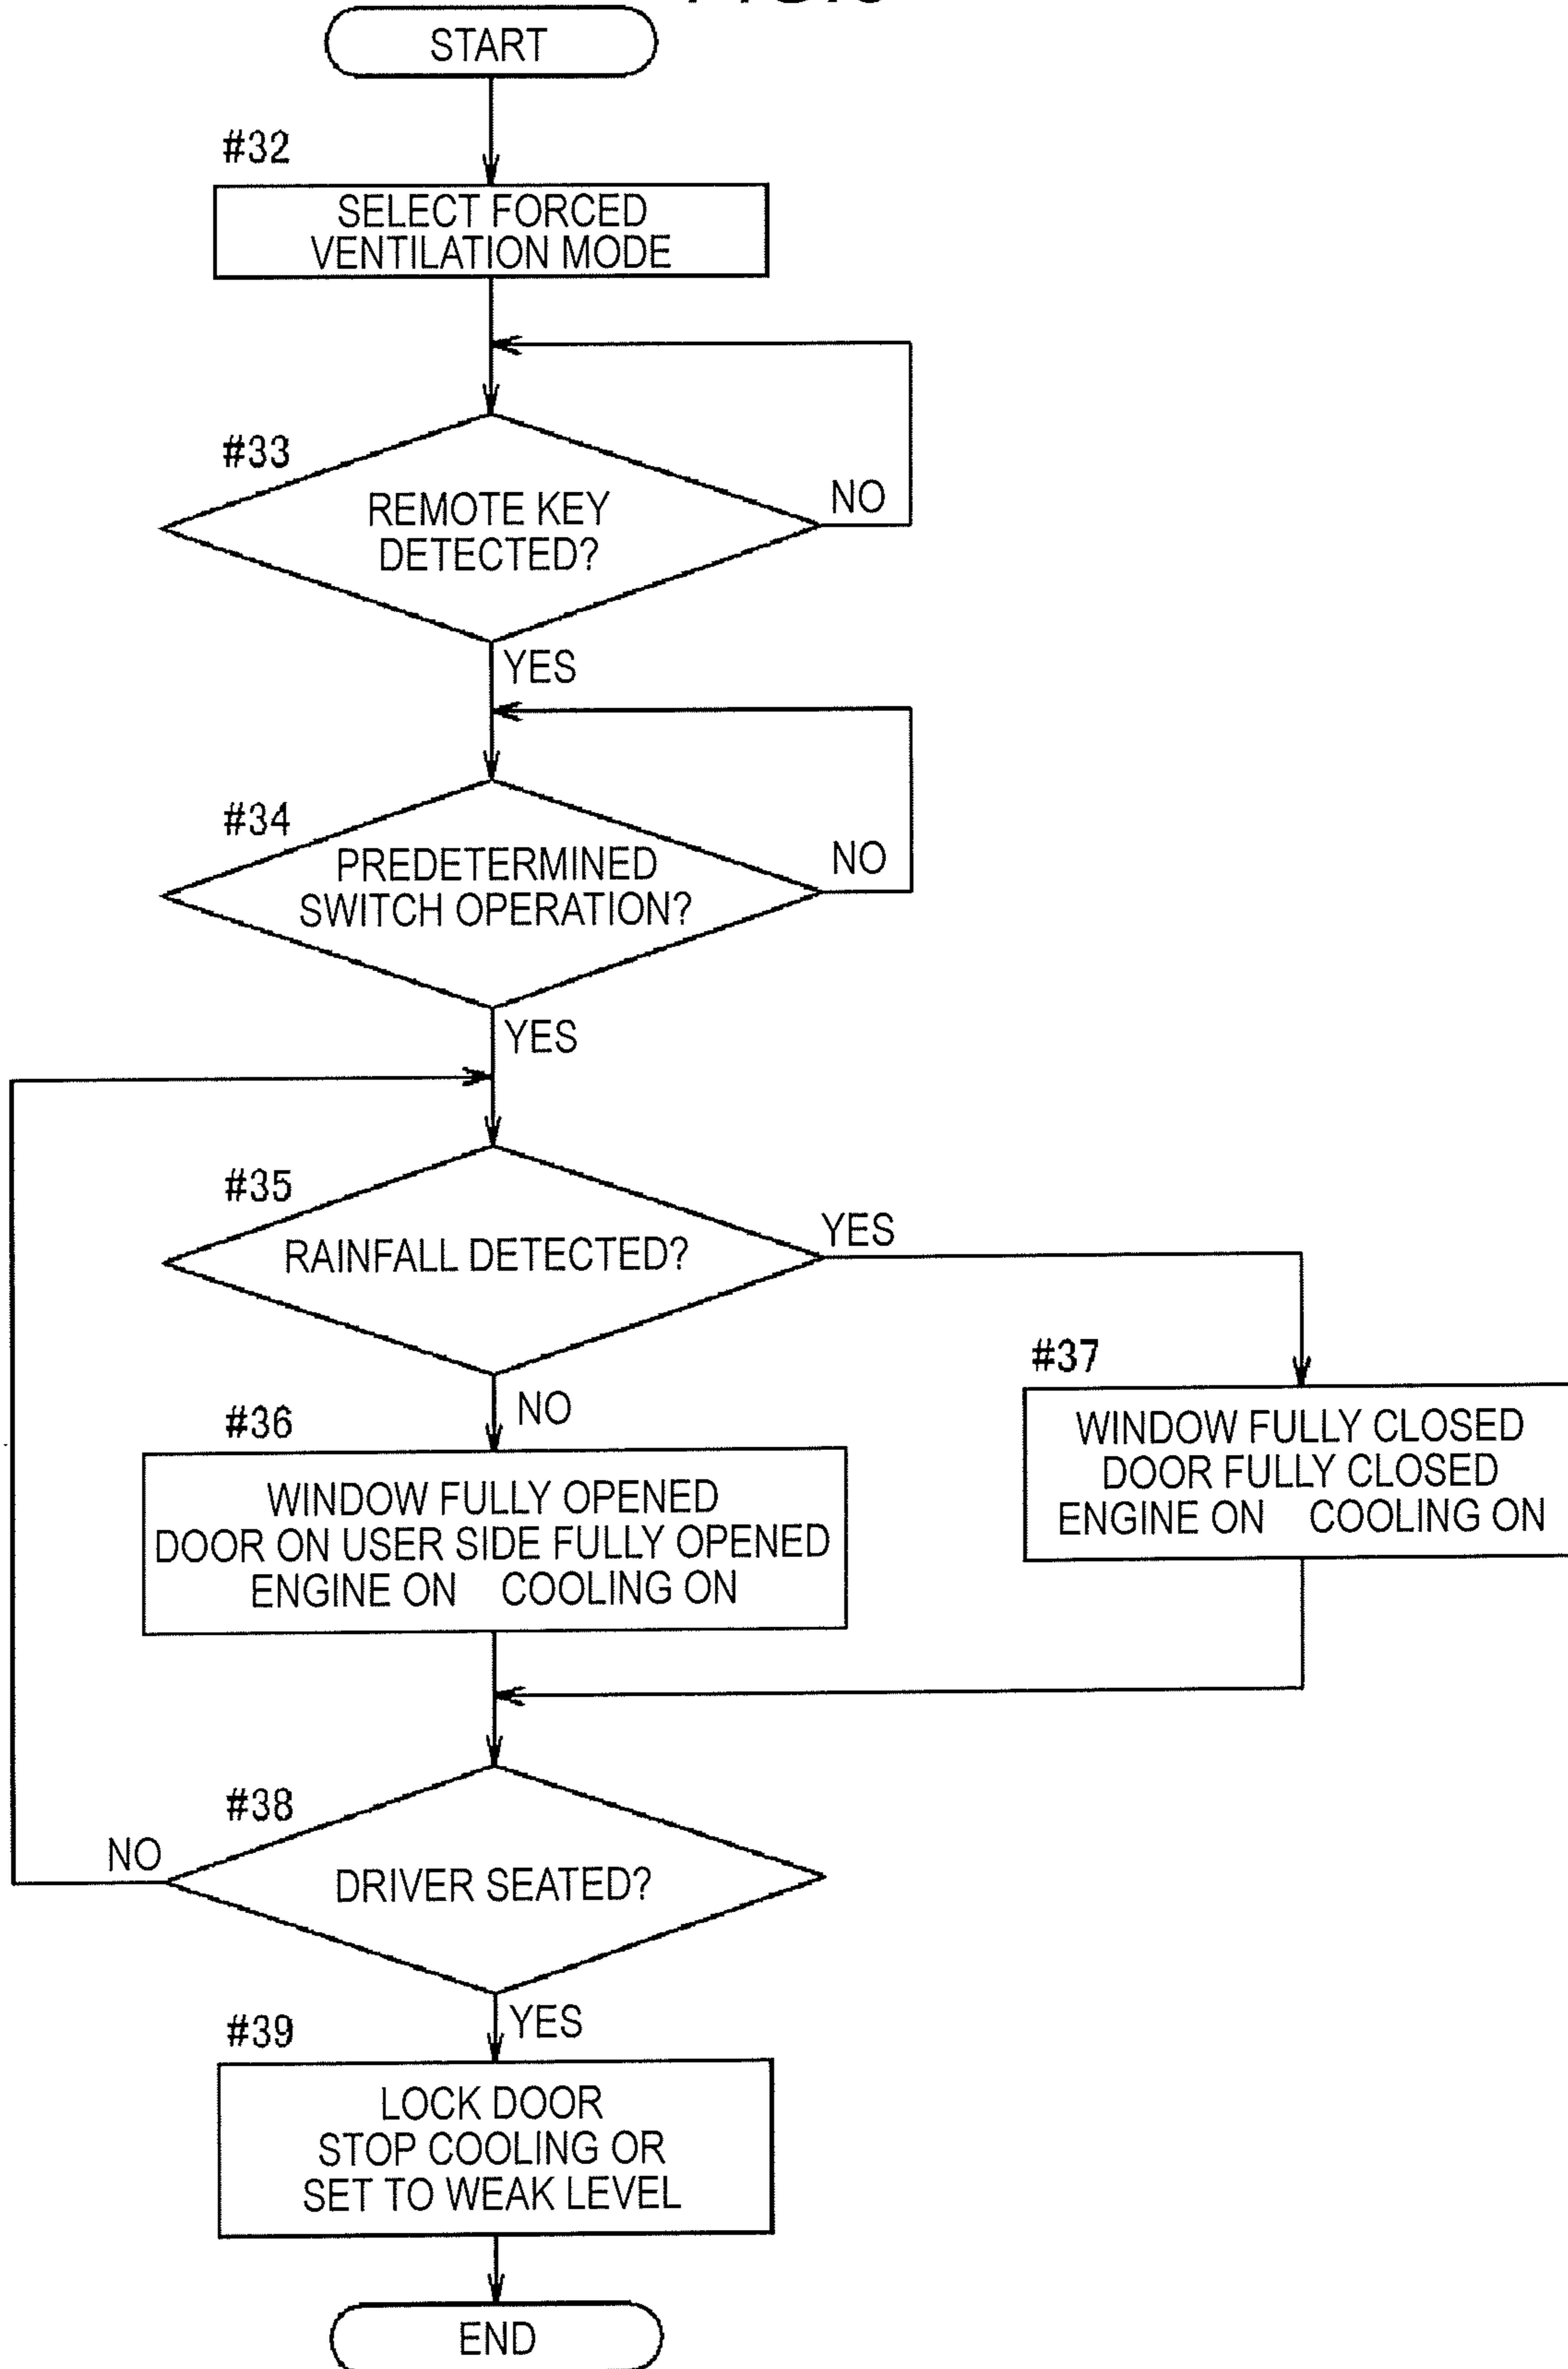 START
#32
SELECT FORCED
VENTILATION MODE
#33
REMOTE KEY
DETECTED?
NO
YES
#34
PREDETERMINED
SWITCH OPERATION?
NO
YES
#35
RAINFALL DETECTED?
YES
NO
#36
WINDOW FULLY OPENED
DOOR ON USER SIDE FULLY OPENED
ENGINE ON COOLING ON
#37
WINDOW FULLY CLOSED
DOOR FULLY CLOSED
ENGINE ON COOLING ON
#38
DRIVER SEATED?
NO
YES
#39
LOCK DOOR
STOP COOLING OR
SET TO WEAK LEVEL
END